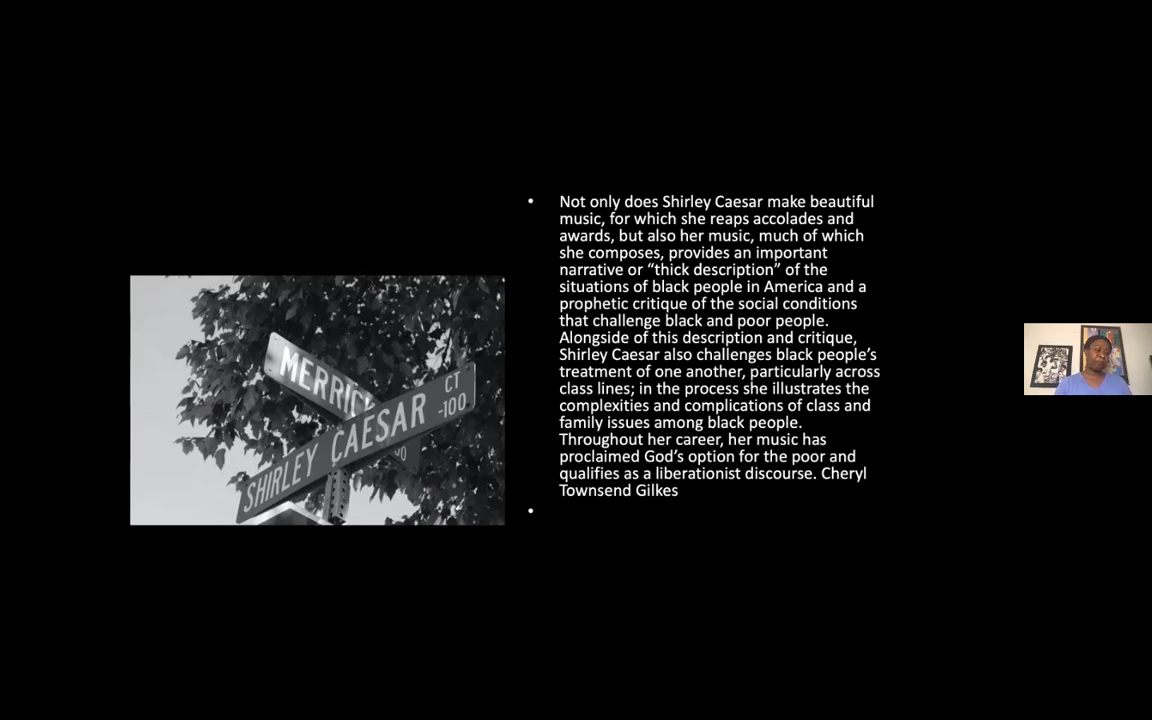 MERRICK
SHIRLEY CAESAR CT
-100
00
• Not only does Shirley Caesar make beautiful
music, for which she reaps accolades and
awards, but also her music, much of which
she composes, provides an important
narrative or “thick description” of the
situations of black people in America and a
prophetic critique of the social conditions
that challenge black and poor people.
Alongside of this description and critique,
Shirley Caesar also challenges black people’s
treatment of one another, particularly across
class lines; in the process she illustrates the
complexities and complications of class and
family issues among black people.
Throughout her career, her music has
proclaimed God’s option for the poor and
qualifies as a liberationist discourse. Cheryl
Townsend Gilkes
•